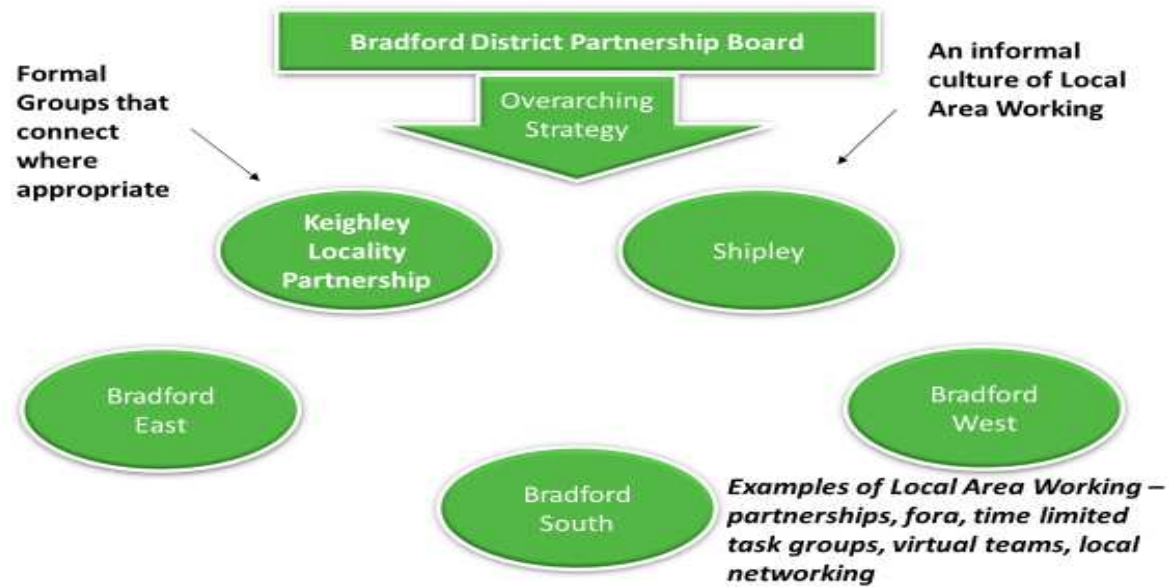 Bradford District Partnership Board
Formal
Groups that
connect
where
appropriate
Overarching
Strategy
An informal
culture of Local
Area Working
Keighley
Locality
Partnership
Shipley
Bradford
East
Bradford
West
Bradford
South
Examples of Local Area Working –
partnerships, fora, time limited
task groups, virtual teams, local
networking